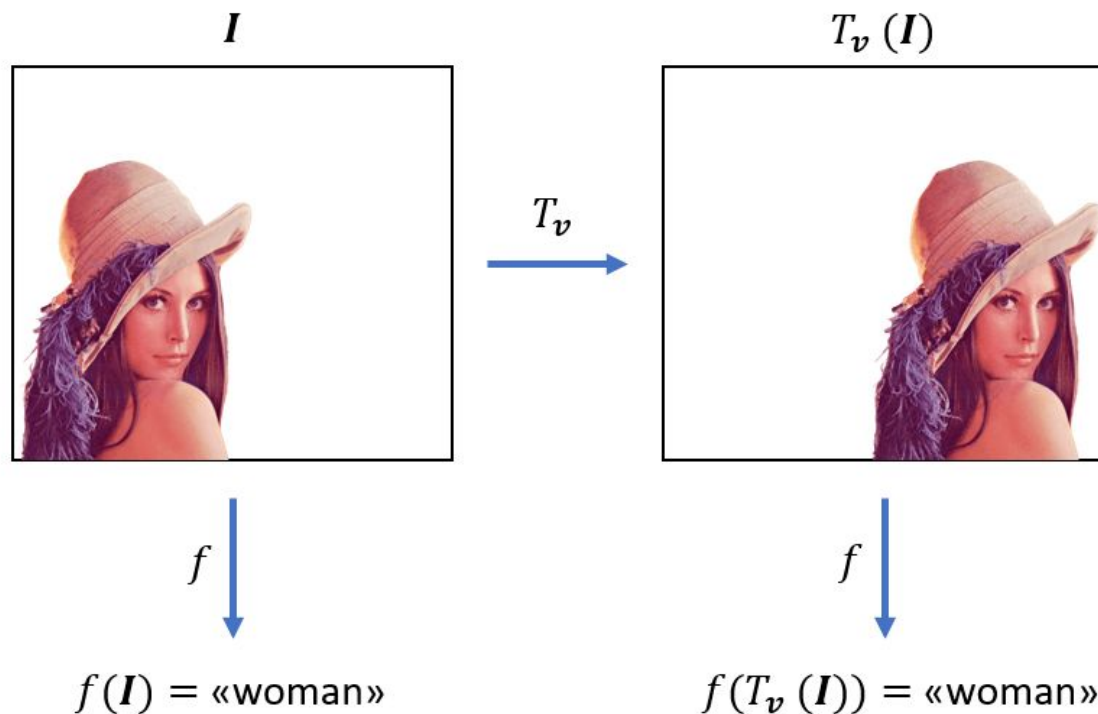 I
T_v (I)
T_v
f
f
f(I) = «woman»
f(T_v (I)) = «woman»